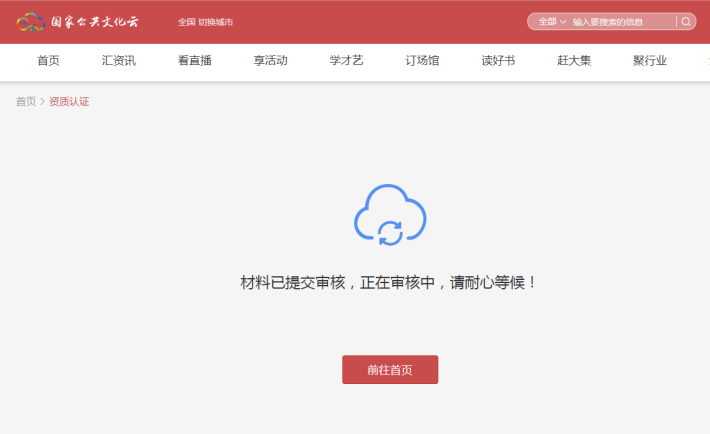 国家公共文化云 全国 切换城市 全部 输入要搜索的信息
首页 汇资讯 看直播 享活动 学才艺 订场馆 读好书 赶大集 聚行业
首页 > 资质认证
材料已提交审核，正在审核中，请耐心等候！
前往首页